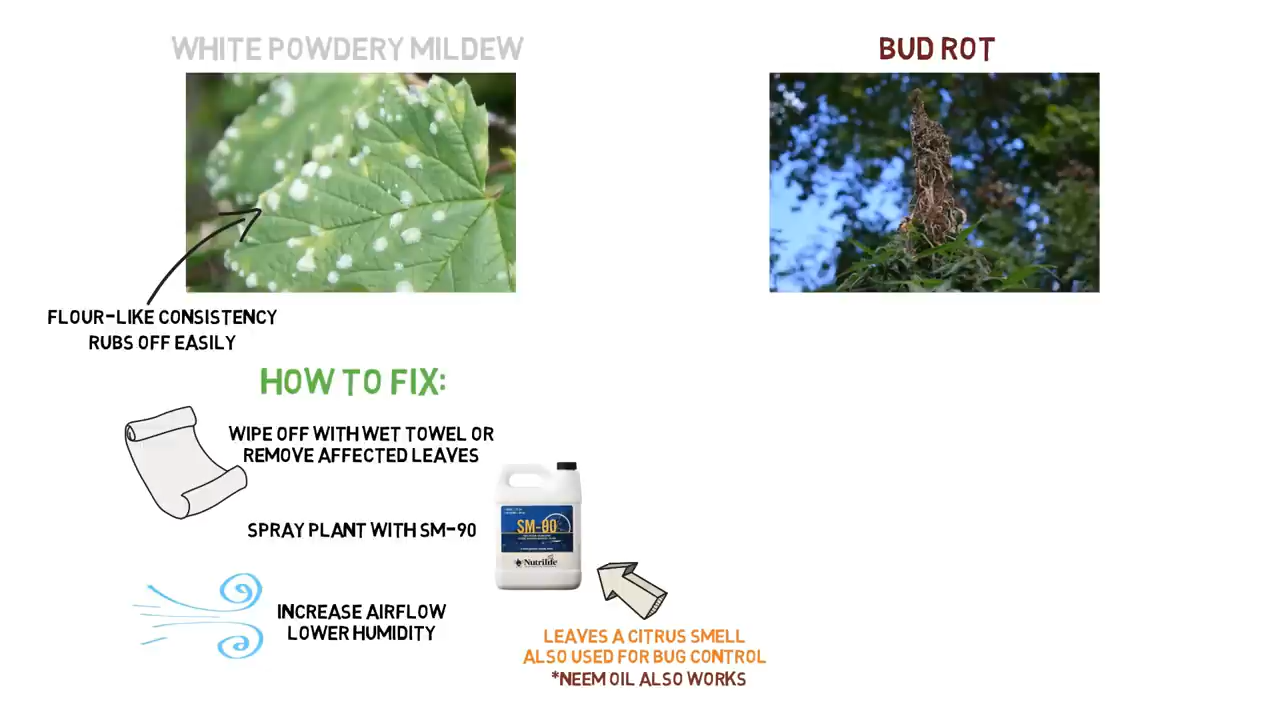 WHITE POWDERY MILDEW
BUD ROT
FLOUR-LIKE CONSISTENCY
RUBS OFF EASILY
HOW TO FIX:
WIPE OFF WITH WET TOWEL OR
REMOVE AFFECTED LEAVES
SPRAY PLANT WITH SM-90
SM-90
Nutrilife
INCREASE AIRFLOW
LOWER HUMIDITY
LEAVES A CITRUS SMELL
ALSO USED FOR BUG CONTROL
*NEEM OIL ALSO WORKS